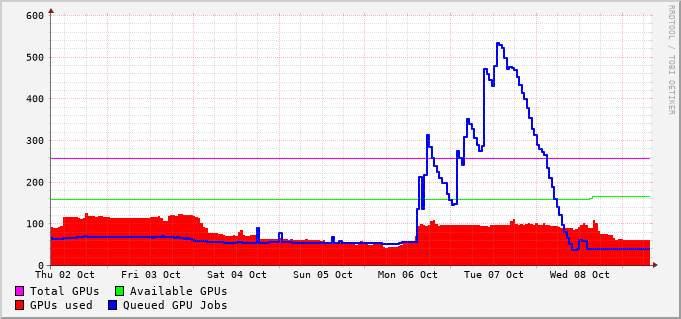 600
500
400
300
200
100
0
Thu 02 Oct Fri 03 Oct Sat 04 Oct Sun 05 Oct Mon 06 Oct Tue 07 Oct Wed 08 Oct
Total GPUs Available GPUs
GPUs used Queued GPU Jobs
RRDTOOL / TOBI OETIKER